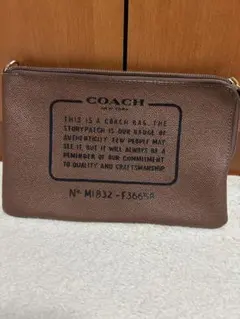 COACH
NEW YORK
THIS IS A COACH BAG. THE
STORYPATCH IS OUR BADGE OF
AUTHENTICITY. FEW PEOPLE MAY
SEE IT, BUT IT WILL ALWAYS BE A
REMINDER OF OUR COMMITMENT
TO QUALITY AND CRAFTSMANSHIP.
Nº M1832-F36658